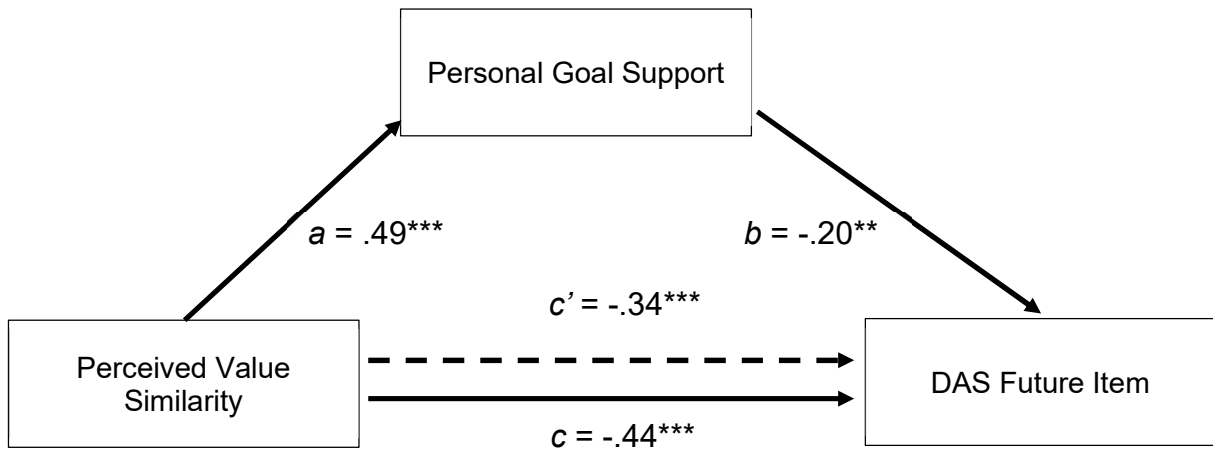 Personal Goal Support
a = .49***
b = -.20**
c’ = -.34***
Perceived Value
Similarity
DAS Future Item
c = -.44***